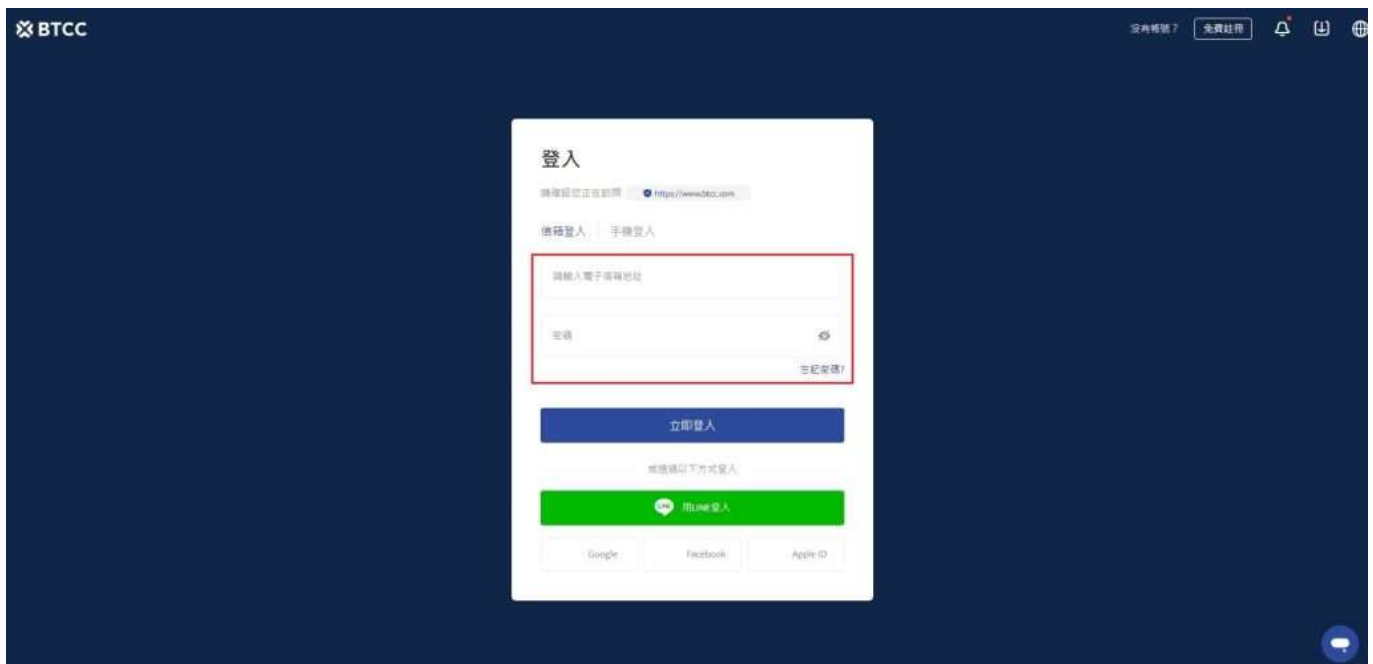 BTCC
沒有帳號？ 免費註冊
登入
請確認您正在訪問 https://www.btcc.com
信箱登入 手機登入
請輸入電子信箱地址
密碼
忘記密碼?
立即登入
或透過以下方式登入
LINE 用LINE登入
Google Facebook Apple ID